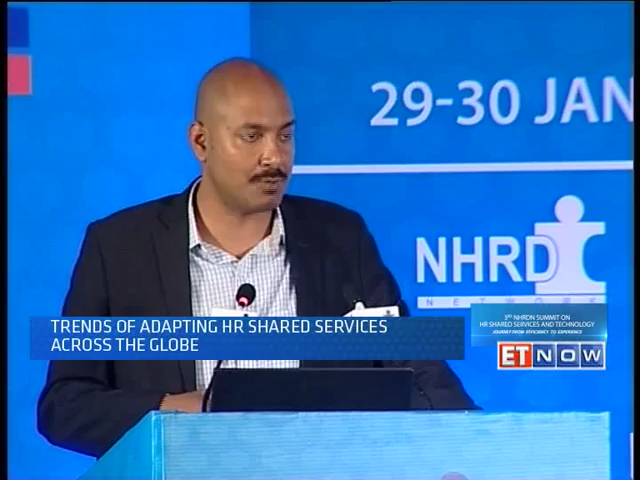 29-30 JAN
NHRD
NETWORK
TRENDS OF ADAPTING HR SHARED SERVICES
ACROSS THE GLOBE
3RD NHRDN SUMMIT ON
HR SHARED SERVICES AND TECHNOLOGY
JOURNEY FROM EFFICIENCY TO EXPERIENCE
ET NOW